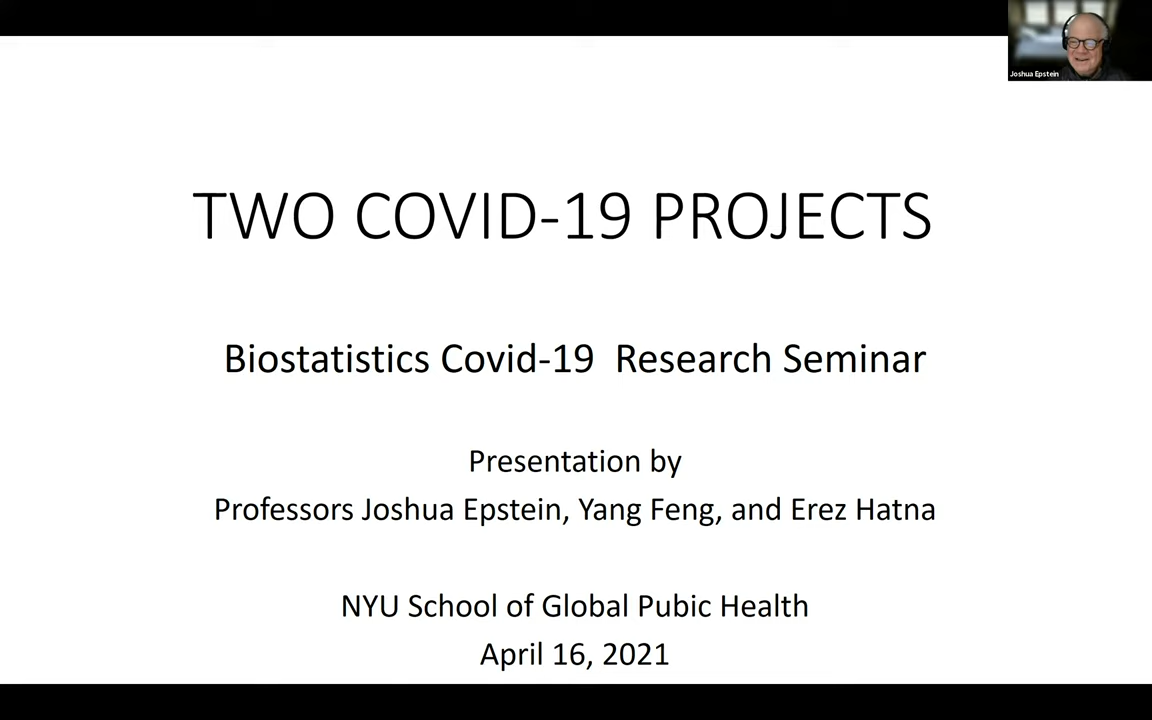 Joshua Epstein
TWO COVID-19 PROJECTS
Biostatistics Covid-19 Research Seminar
Presentation by
Professors Joshua Epstein, Yang Feng, and Erez Hatna
NYU School of Global Pubic Health
April 16, 2021